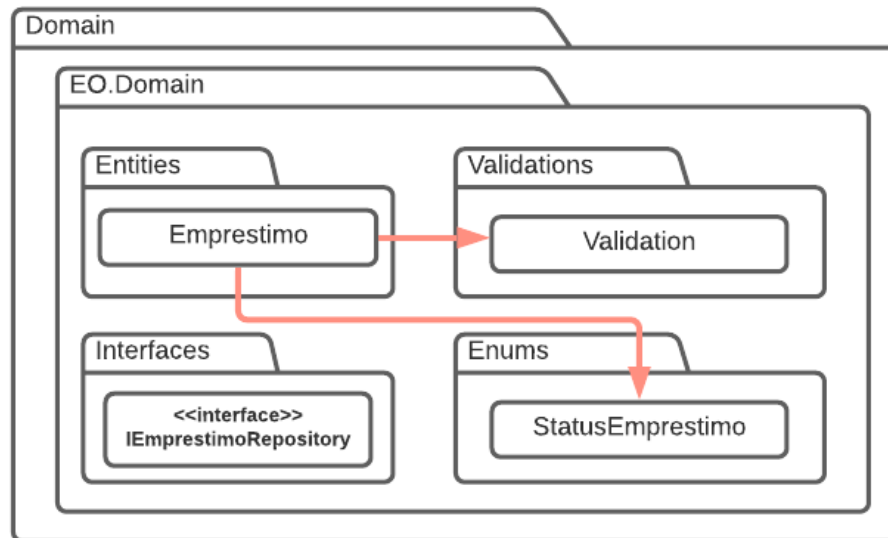 Domain
EO.Domain
Entities
Emprestimo
Validations
Validation
Interfaces
<<interface>>
IEmprestimoRepository
Enums
StatusEmprestimo